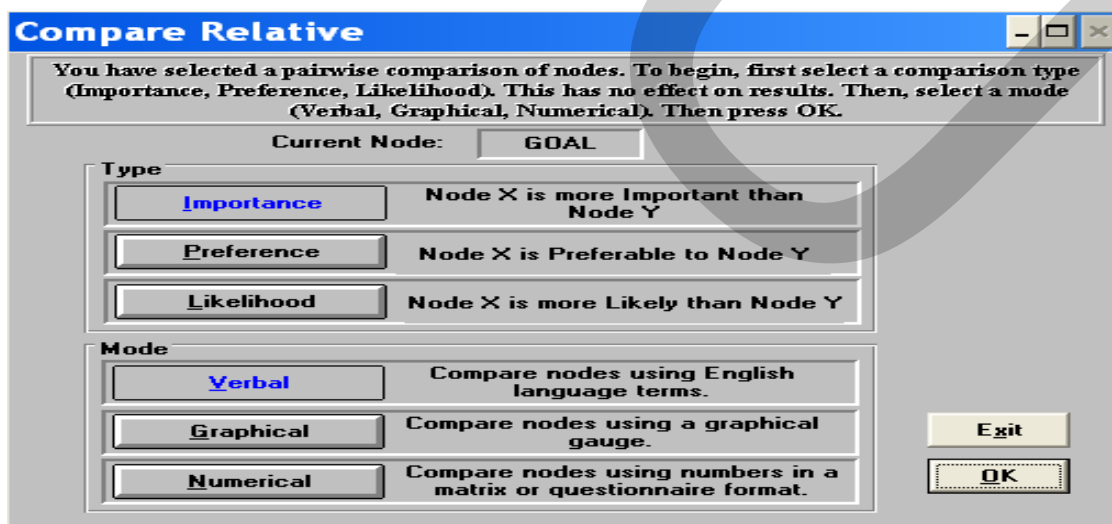 Compare Relative
You have selected a pairwise comparison of nodes. To begin, first select a comparison type
(Importance, Preference, Likelihood). This has no effect on results. Then, select a mode
(Verbal, Graphical, Numerical). Then press OK.
Current Node: GOAL
Type
Importance
Node X is more Important than
Node Y
Preference
Node X is Preferable to Node Y
Likelihood
Node X is more Likely than Node Y
Mode
Verbal
Compare nodes using English
language terms.
Graphical
Compare nodes using a graphical
gauge.
Numerical
Compare nodes using numbers in a
matrix or questionnaire format.
Exit
OK